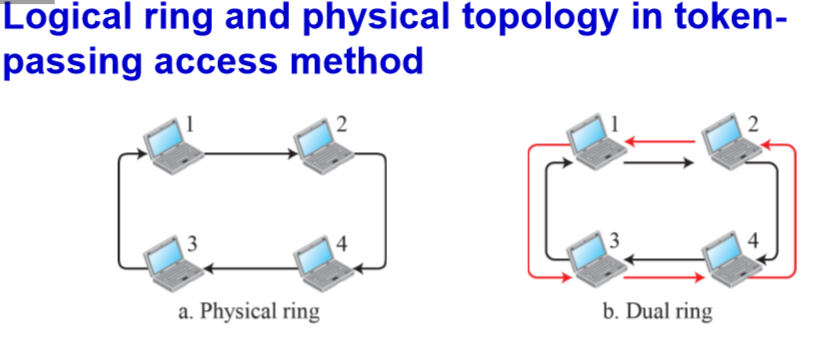 Logical ring and physical topology in token-
passing access method
1
2
1
2
3
4
3
4
a. Physical ring
b. Dual ring